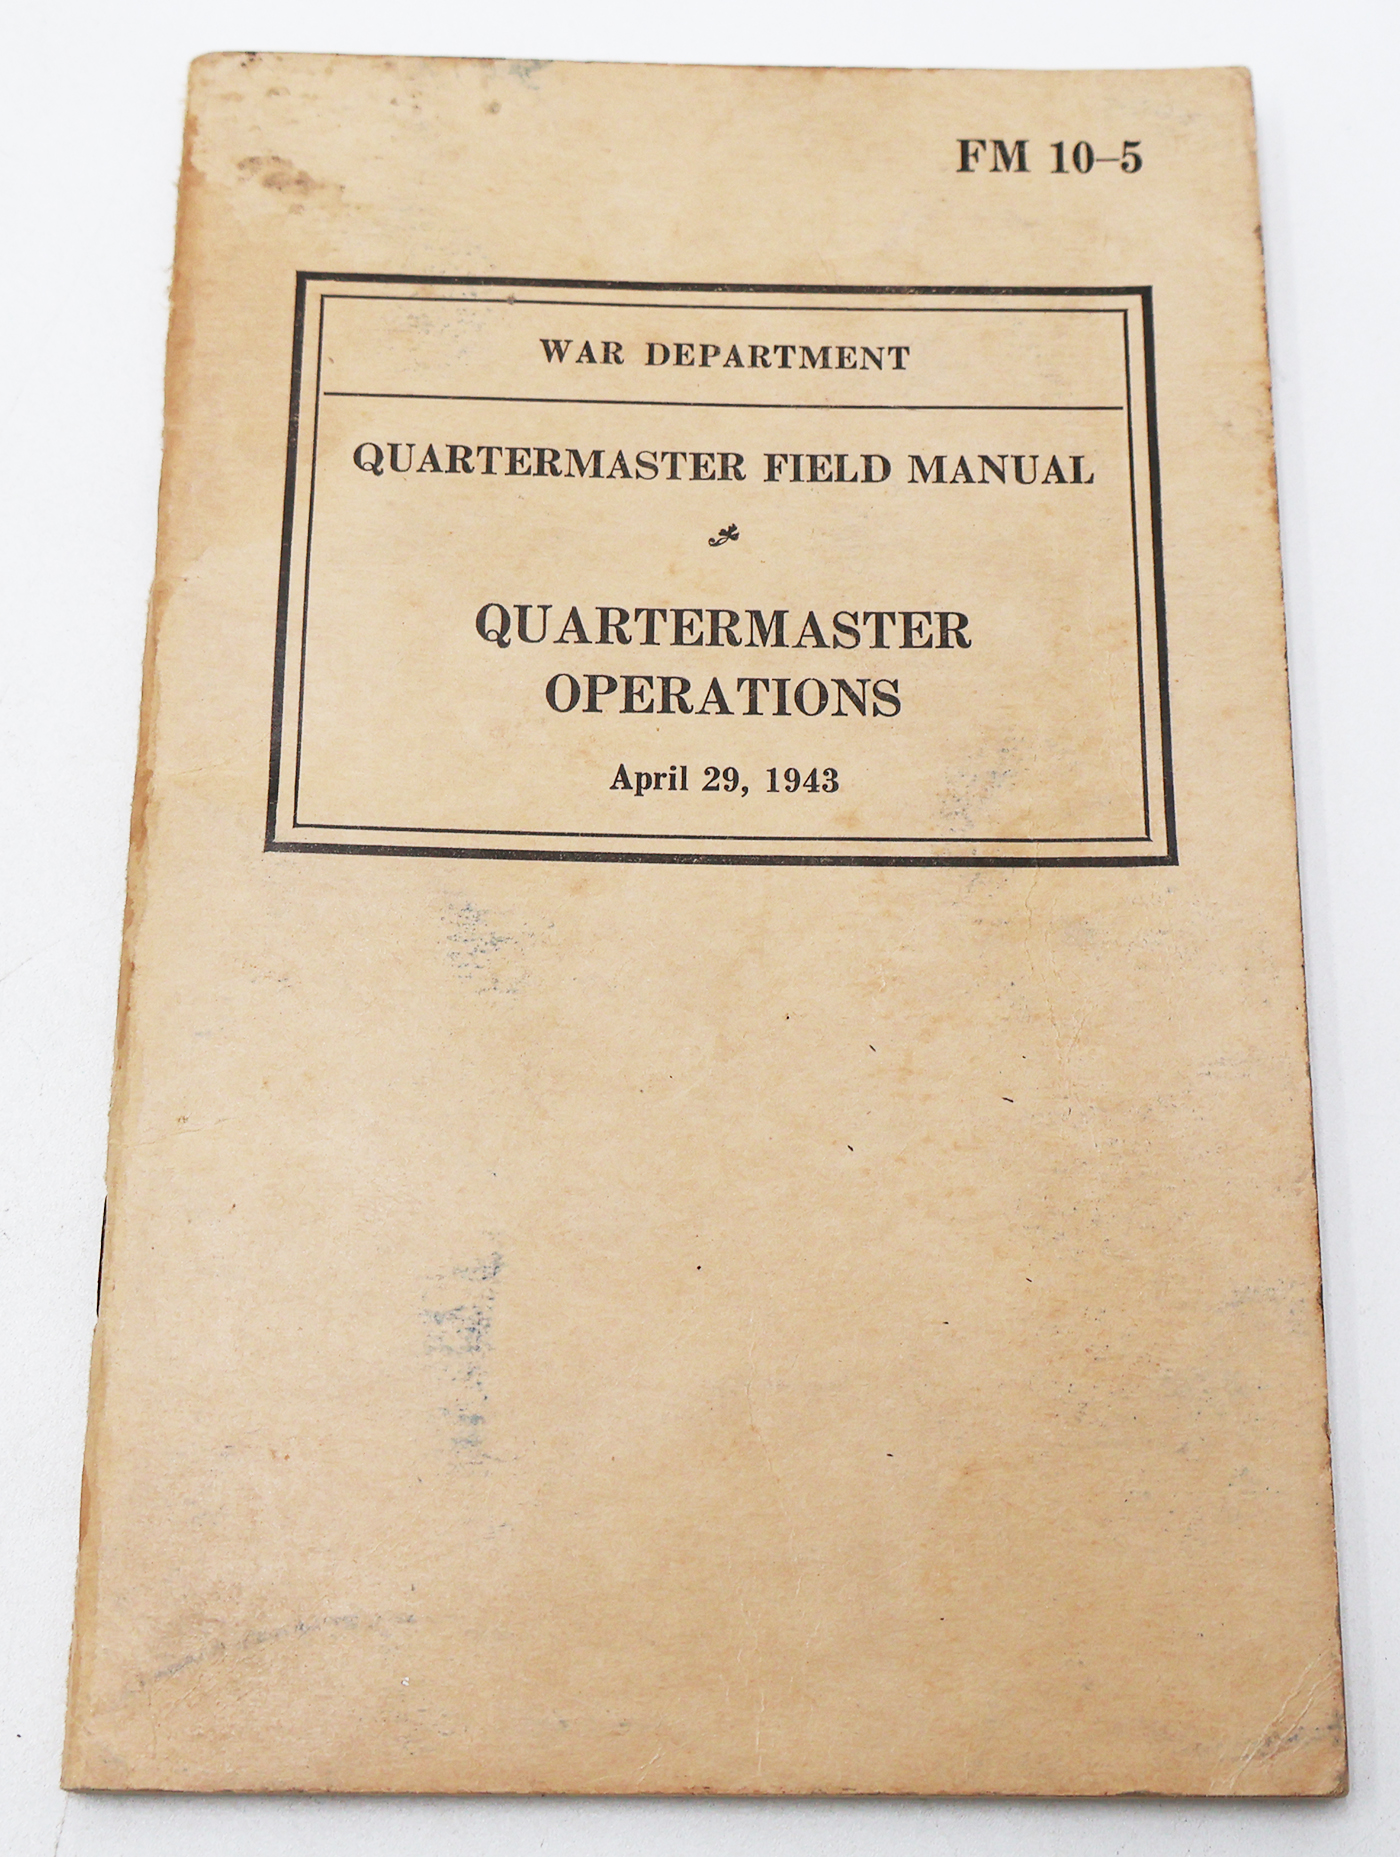 FM 10–5
WAR DEPARTMENT
QUARTERMASTER FIELD MANUAL
QUARTERMASTER
OPERATIONS
April 29, 1943